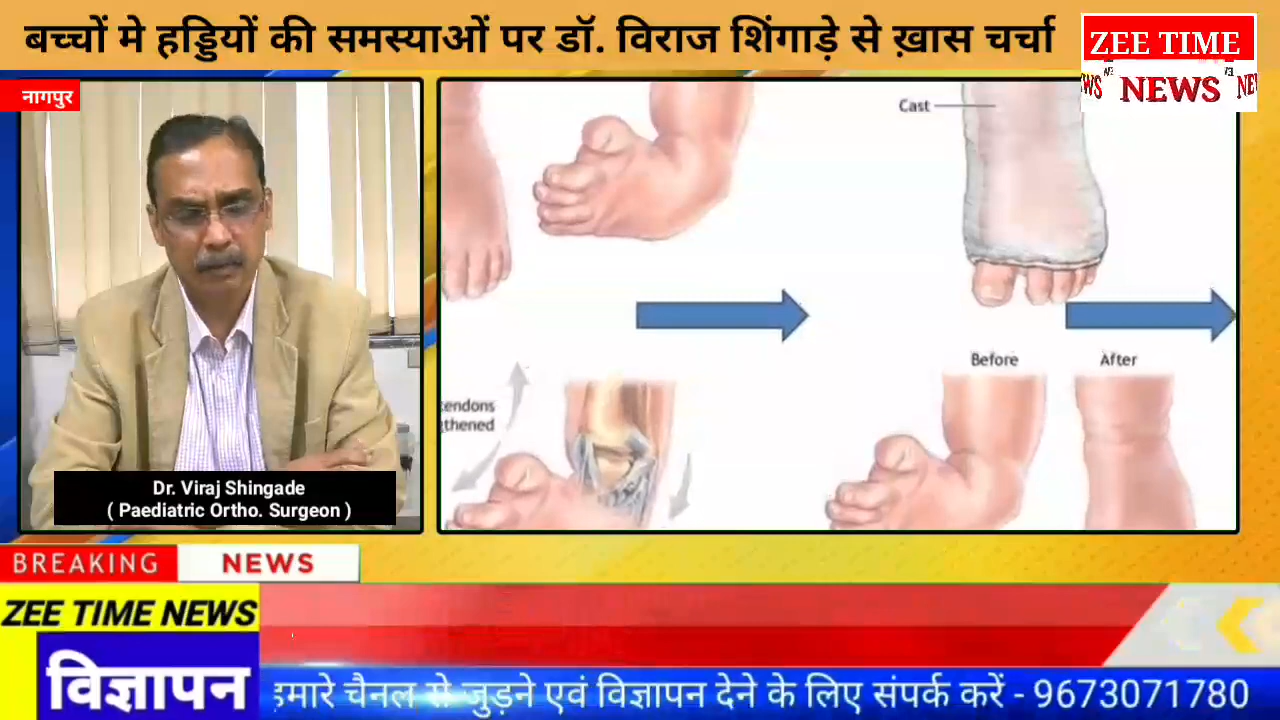 बच्चों मे हड्डियों की समस्याओं पर डॉ. विराज शिंगाड़े से ख़ास चर्चा
ZEE TIME
NEWS
नागपुर
Cast
Before
After
Dr. Viraj Shingade
( Paediatric Ortho. Surgeon )
BREAKING NEWS
ZEE TIME NEWS
विज्ञापन
हमारे चैनल से जुड़ने एवं विज्ञापन देने के लिए संपर्क करें - 9673071780